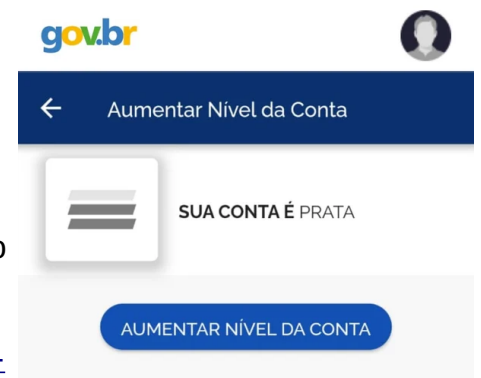 gov.br
Aumentar Nível da Conta
SUA CONTA É PRATA
AUMENTAR NÍVEL DA CONTA